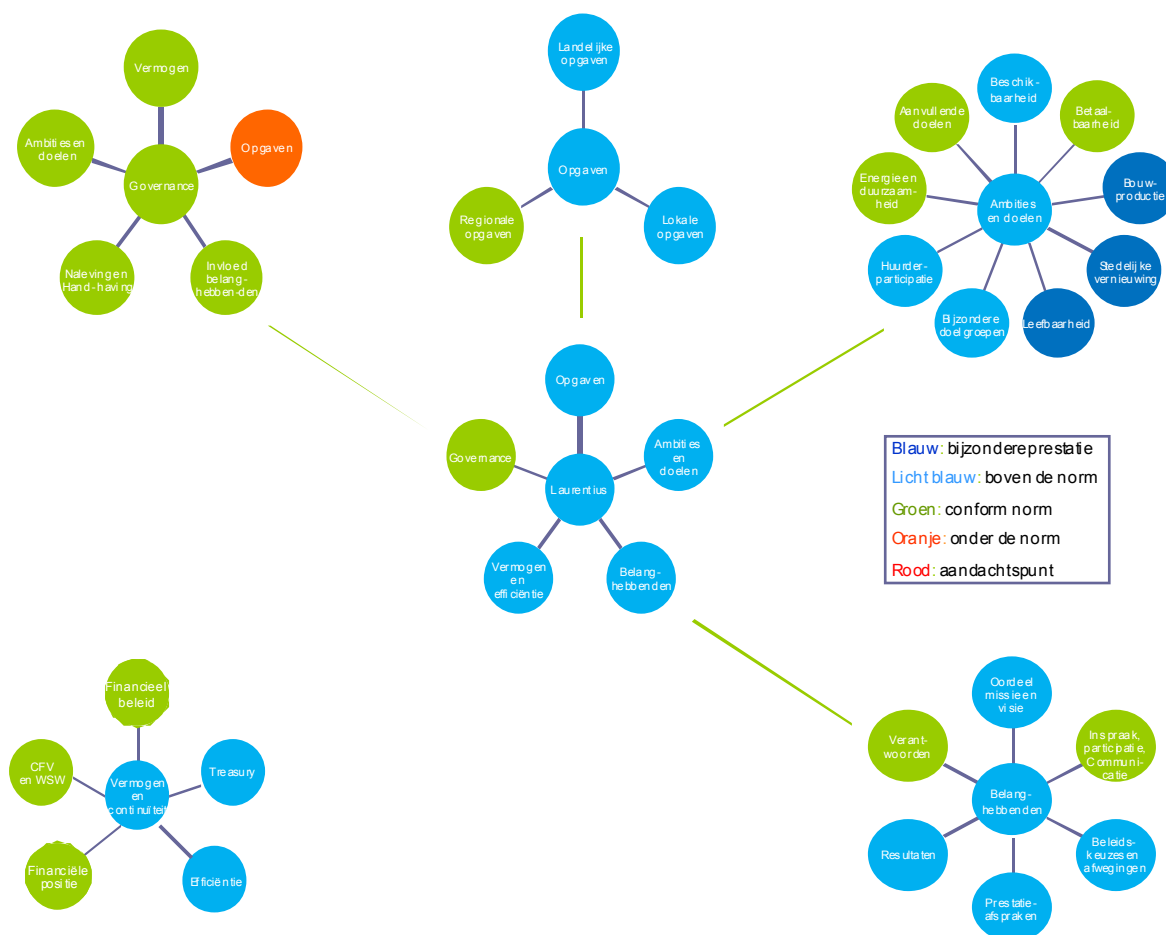 Vermogen
Ambities en
doelen
Opgaven
Governance
Naleving en
Hand-having
Invloed
belang-
hebben-den
Landelijke
opgaven
Opgaven
Regionale
opgaven
Lokale
opgaven
Beschik-
baarheid
Aanvullende
doelen
Betaal-
baarheid
Energie en
duurzaam-
heid
Bouw-
productie
Ambities
en doelen
Huurder-
participatie
Stedelijke
vernieuwing
Bijzondere
doelgroepen
Leefbaarheid
Opgaven
Governance
Ambities
en
doelen
Laurentius
Vermogen
en
efficiëntie
Belang-
hebbenden
Blauw: bijzondere prestatie
Licht blauw: boven de norm
Groen: conform norm
Oranje: onder de norm
Rood: aandachtspunt
Financieel
beleid
CFV
en WSW
Treasury
Vermogen
en
continuïteit
Financiële
positie
Efficiëntie
Oordeel
missie en
visie
Verant-
woorden
Inspraak,
participatie,
Communi-
catie
Belang-
hebbenden
Resultaten
Beleids-
keuzes en
afwegingen
Prestatie-
afspraken